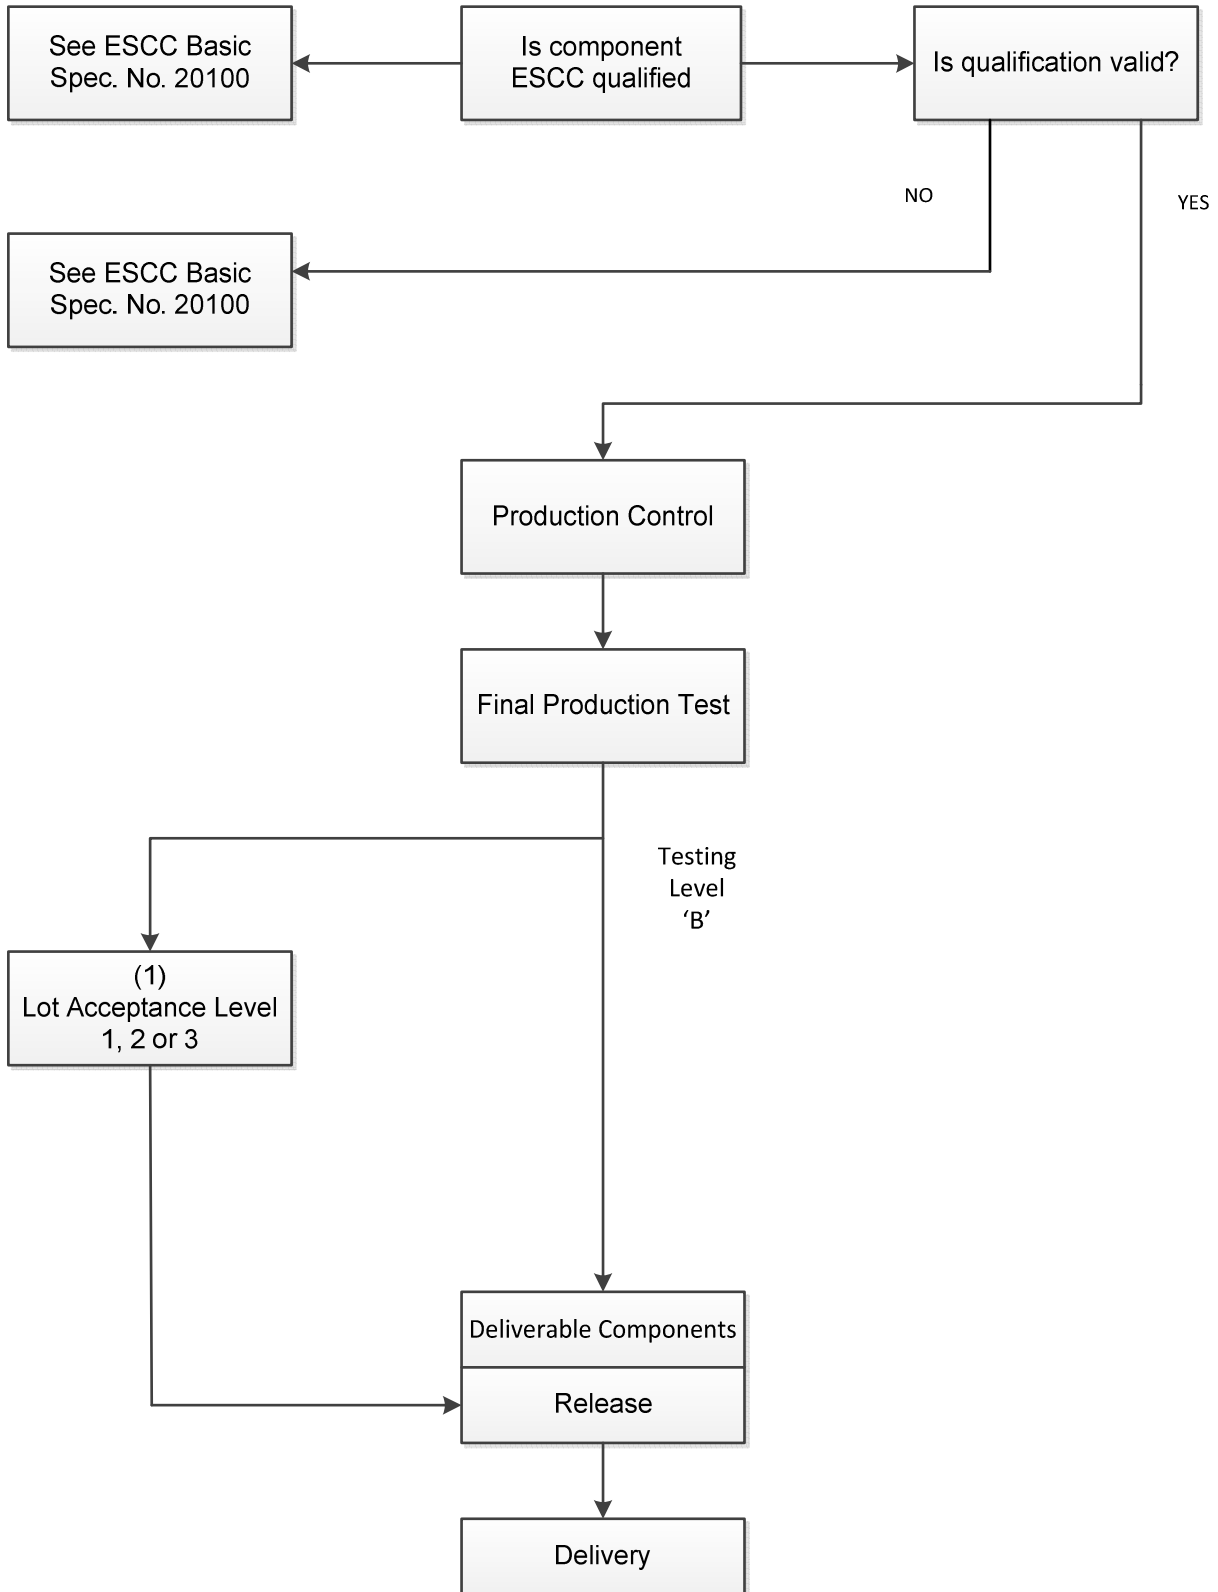 See ESCC Basic
Spec. No. 20100
Is component
ESCC qualified
Is qualification valid?
NO
YES
See ESCC Basic
Spec. No. 20100
Production Control
Final Production Test
Testing
Level
‘B’
(1)
Lot Acceptance Level
1, 2 or 3
Deliverable Components
Release
Delivery